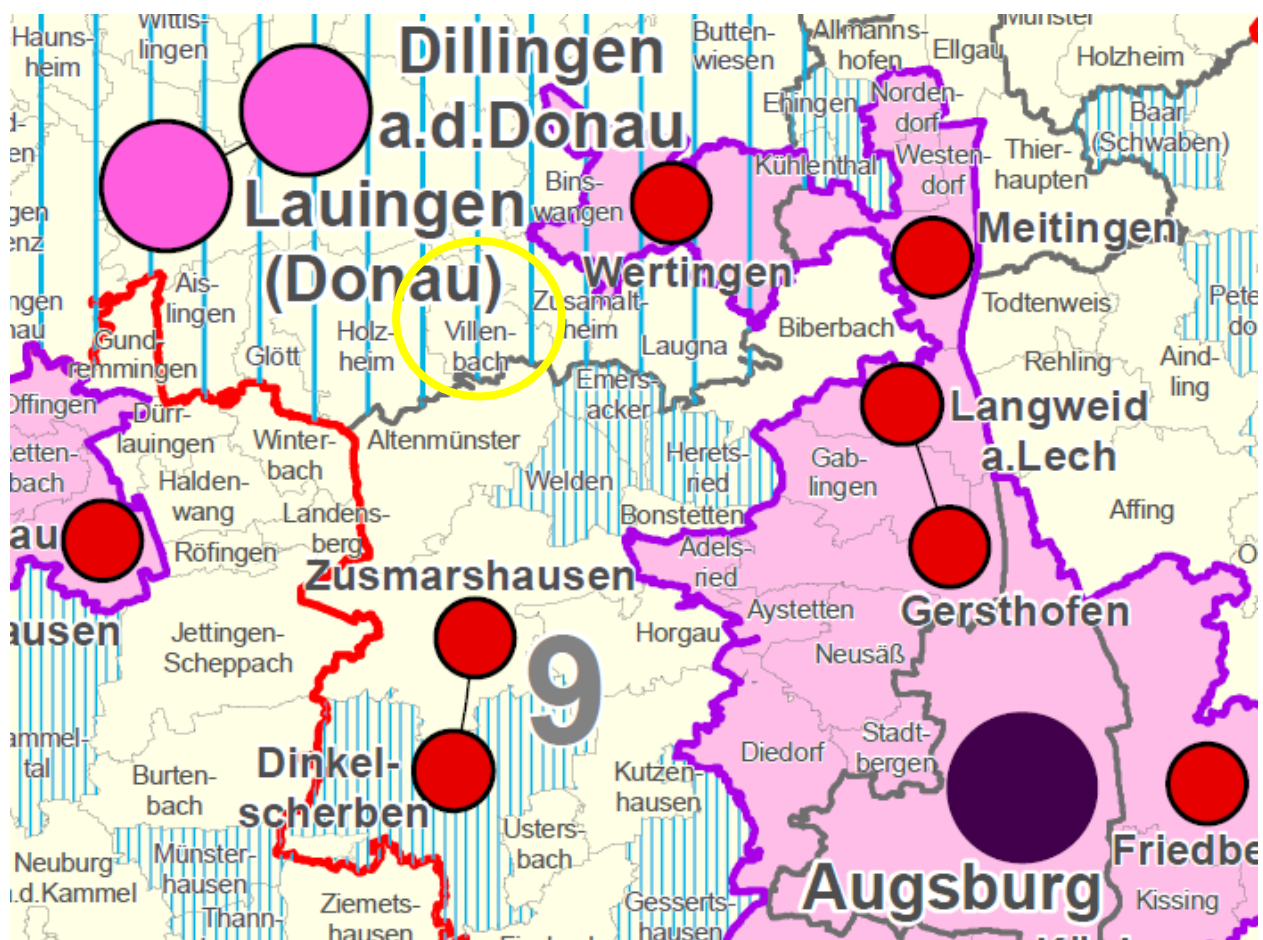 Hauns-
heim
Wittis-
lingen
Dillingen
a.d.Donau
Butten-
wiesen
Allmanns-
hofen
Ellgau
Münster
Holzheim
Ehingen
Norden-
dorf
Baar
(Schwaben)
Kühlenthal
Westen-
dorf
Thier-
haupten
Bins-
wangen
Lauingen
(Donau)
Meitingen
Wertingen
Ais-
lingen
Zusamalt-
heim
Biberbach
Todtenweis
Gund-
remmingen
Glött
Holz-
heim
Villen-
bach
Laugna
Rehling
Aind-
ling
Emers-
acker
Offingen
Dürr-
lauingen
Winter-
bach
Altenmünster
Langweid
a.Lech
Halden-
wang
Welden
Herets-
ried
Gab-
lingen
Landens-
berg
Bonstetten
Affing
Röfingen
Adels-
ried
Zusmarshausen
Aystetten
Gersthofen
Jettingen-
Scheppach
Horgau
Neusäß
9
Stadt-
bergen
Diedorf
Burten-
bach
Dinkel-
scherben
Kutzen-
hausen
Usters-
bach
Neuburg
a.d.Kammel
Münster-
hausen
Friedbe
Augsburg
Kissing
Thann-
Ziemets-
hausen
Gesserts-
hausen